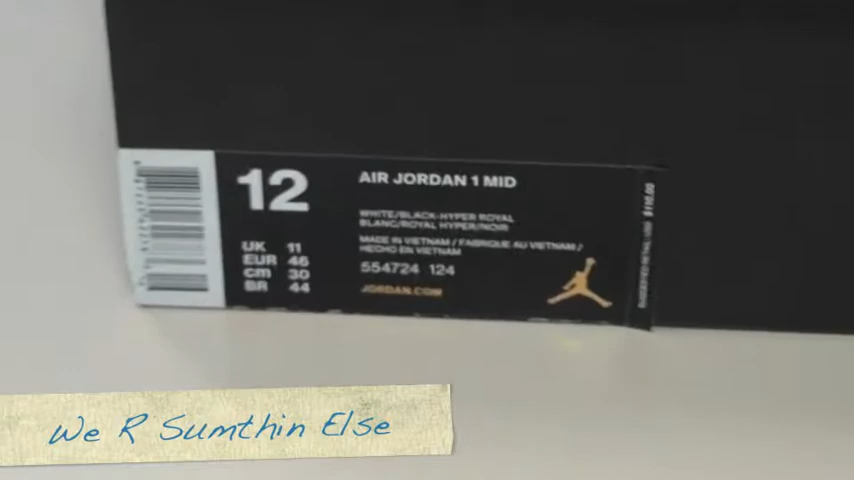 12
AIR JORDAN 1 MID
WHITE/BLACK-HYPER ROYAL
BLANC/ROYAL HYPER/NOIR
MADE IN VIETNAM / FABRIQUE AU VIETNAM /
HECHO EN VIETNAM
UK 11
EUR 46
cm 30
BR 44
554724 124
JORDAN.COM
We R Sumthin Else